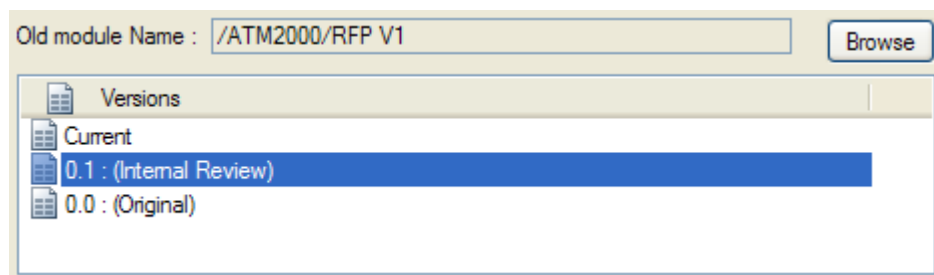 Old module Name : /ATM2000/RFP V1 Browse
Versions
Current
0.1 : (Internal Review)
0.0 : (Original)